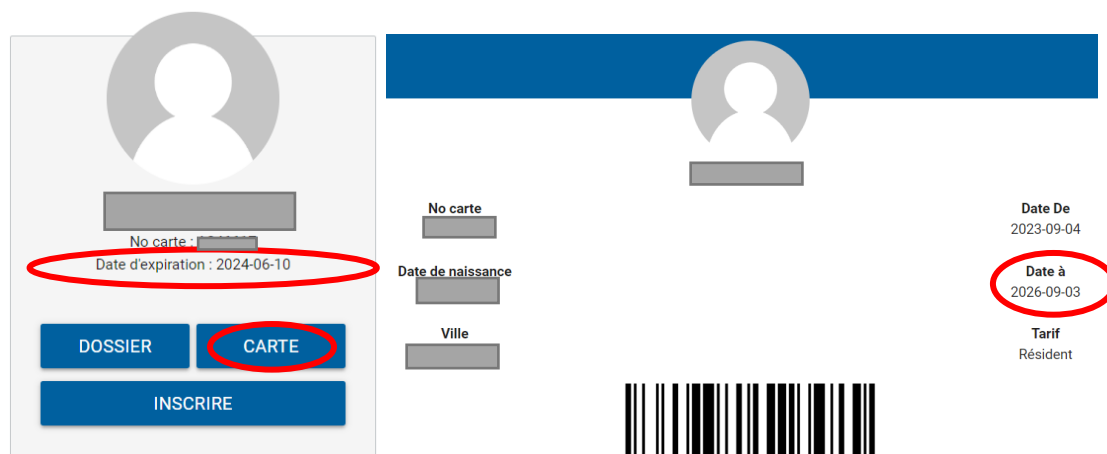 No carte :
Date d'expiration : 2024-06-10
DOSSIER
CARTE
INSCRIRE
No carte
Date de naissance
Ville
Date De
2023-09-04
Date à
2026-09-03
Tarif
Résident